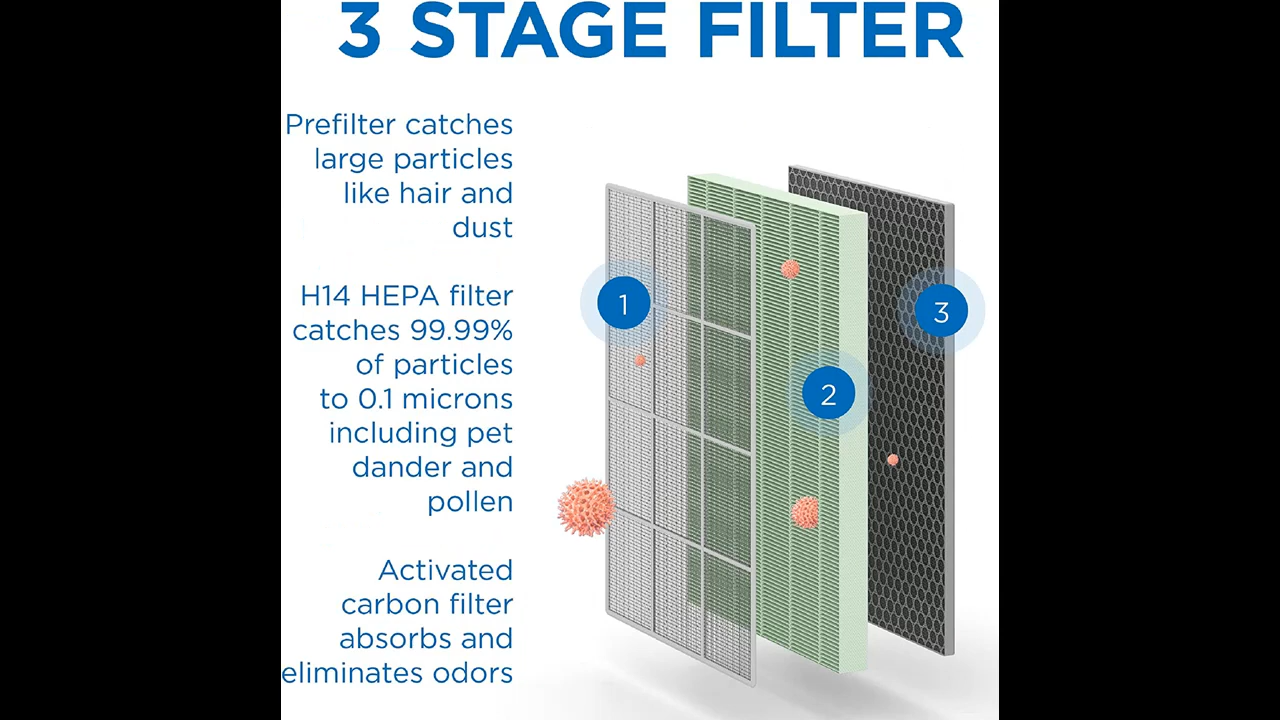 3 STAGE FILTER
Prefilter catches
large particles
like hair and
dust
H14 HEPA filter
catches 99.99%
of particles
to 0.1 microns
including pet
dander and
pollen
Activated
carbon filter
absorbs and
eliminates odors
1
2
3